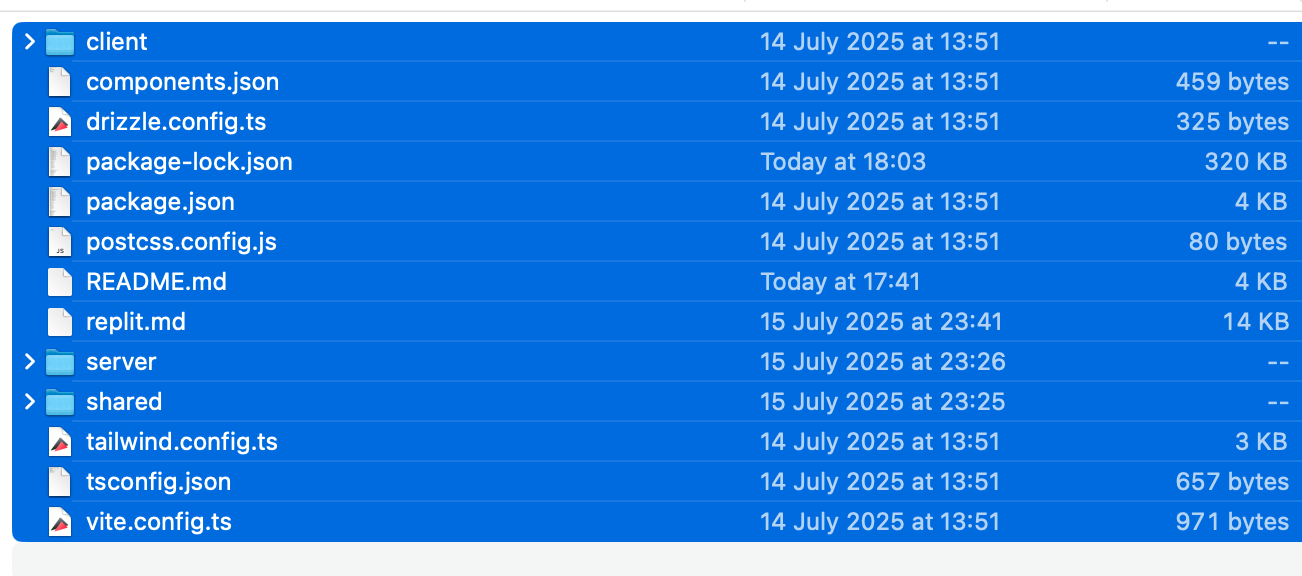 client 14 July 2025 at 13:51 --
components.json 14 July 2025 at 13:51 459 bytes
drizzle.config.ts 14 July 2025 at 13:51 325 bytes
package-lock.json Today at 18:03 320 KB
package.json 14 July 2025 at 13:51 4 KB
JS postcss.config.js 14 July 2025 at 13:51 80 bytes
README.md Today at 17:41 4 KB
replit.md 15 July 2025 at 23:41 14 KB
server 15 July 2025 at 23:26 --
shared 15 July 2025 at 23:25 --
tailwind.config.ts 14 July 2025 at 13:51 3 KB
tsconfig.json 14 July 2025 at 13:51 657 bytes
vite.config.ts 14 July 2025 at 13:51 971 bytes